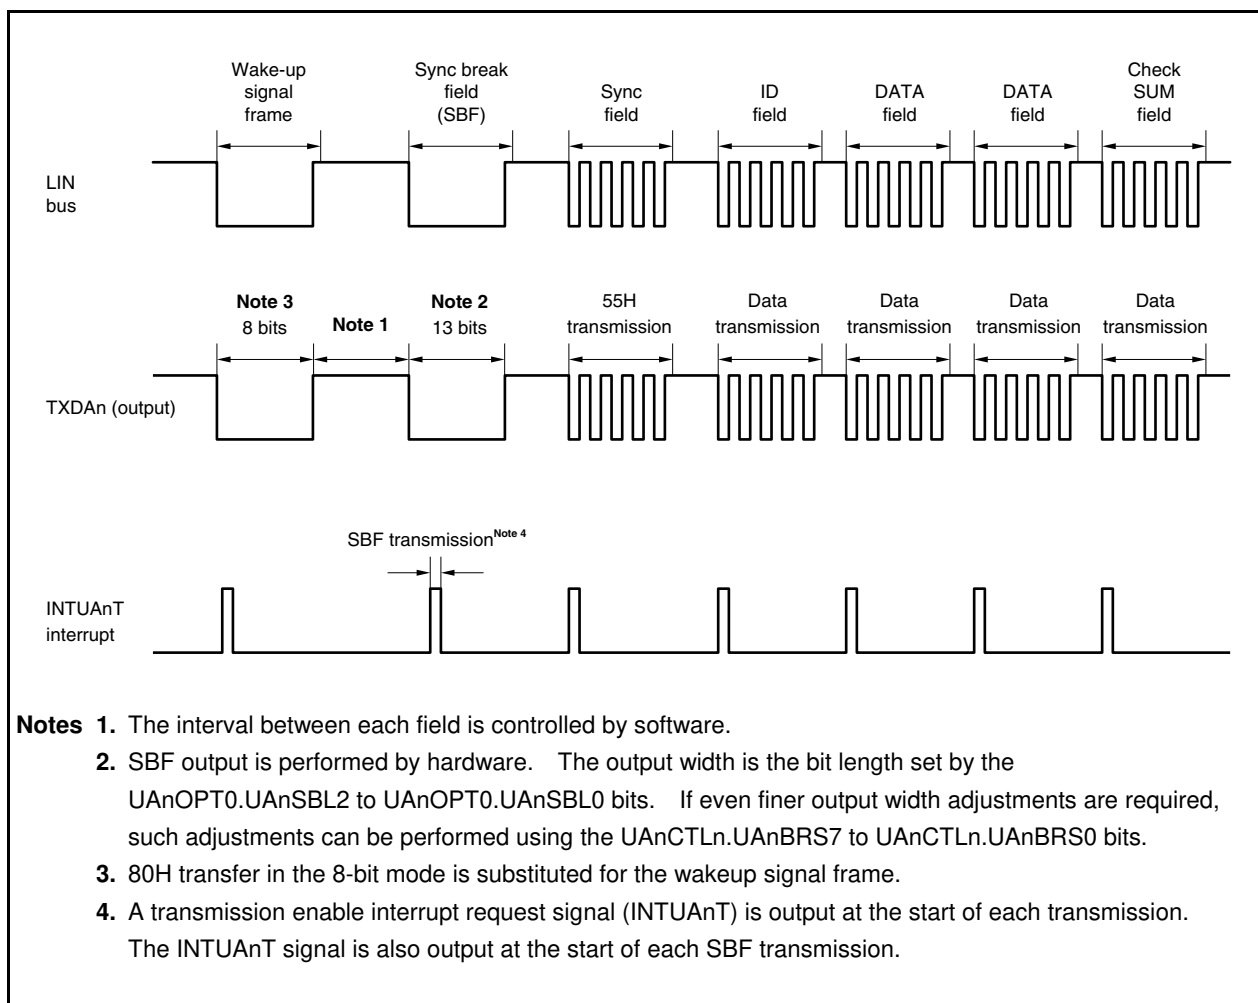 Wake-up
signal
frame
Sync break
field
(SBF)
Sync
field
ID
field
DATA
field
DATA
field
Check
SUM
field
LIN
bus
Note 3
8 bits
Note 1
Note 2
13 bits
55H
transmission
Data
transmission
Data
transmission
Data
transmission
Data
transmission
TXDAn (output)
SBF transmission Note 4
INTUAnT
interrupt
Notes 1. The interval between each field is controlled by software.
2. SBF output is performed by hardware. The output width is the bit length set by the
UAnOPT0.UAnSBL2 to UAnOPT0.UAnSBL0 bits. If even finer output width adjustments are required,
such adjustments can be performed using the UAnCTLn.UAnBRS7 to UAnCTLn.UAnBRS0 bits.
3. 80H transfer in the 8-bit mode is substituted for the wakeup signal frame.
4. A transmission enable interrupt request signal (INTUAnT) is output at the start of each transmission.
The INTUAnT signal is also output at the start of each SBF transmission.